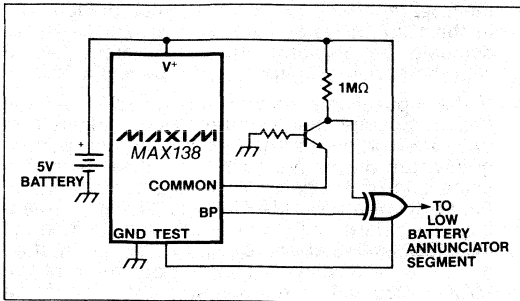 V+
1MΩ
MAXIM
MAX138
+
5V
BATTERY
COMMON
BP
GND TEST
TO
LOW
BATTERY
ANNUNCIATOR
SEGMENT